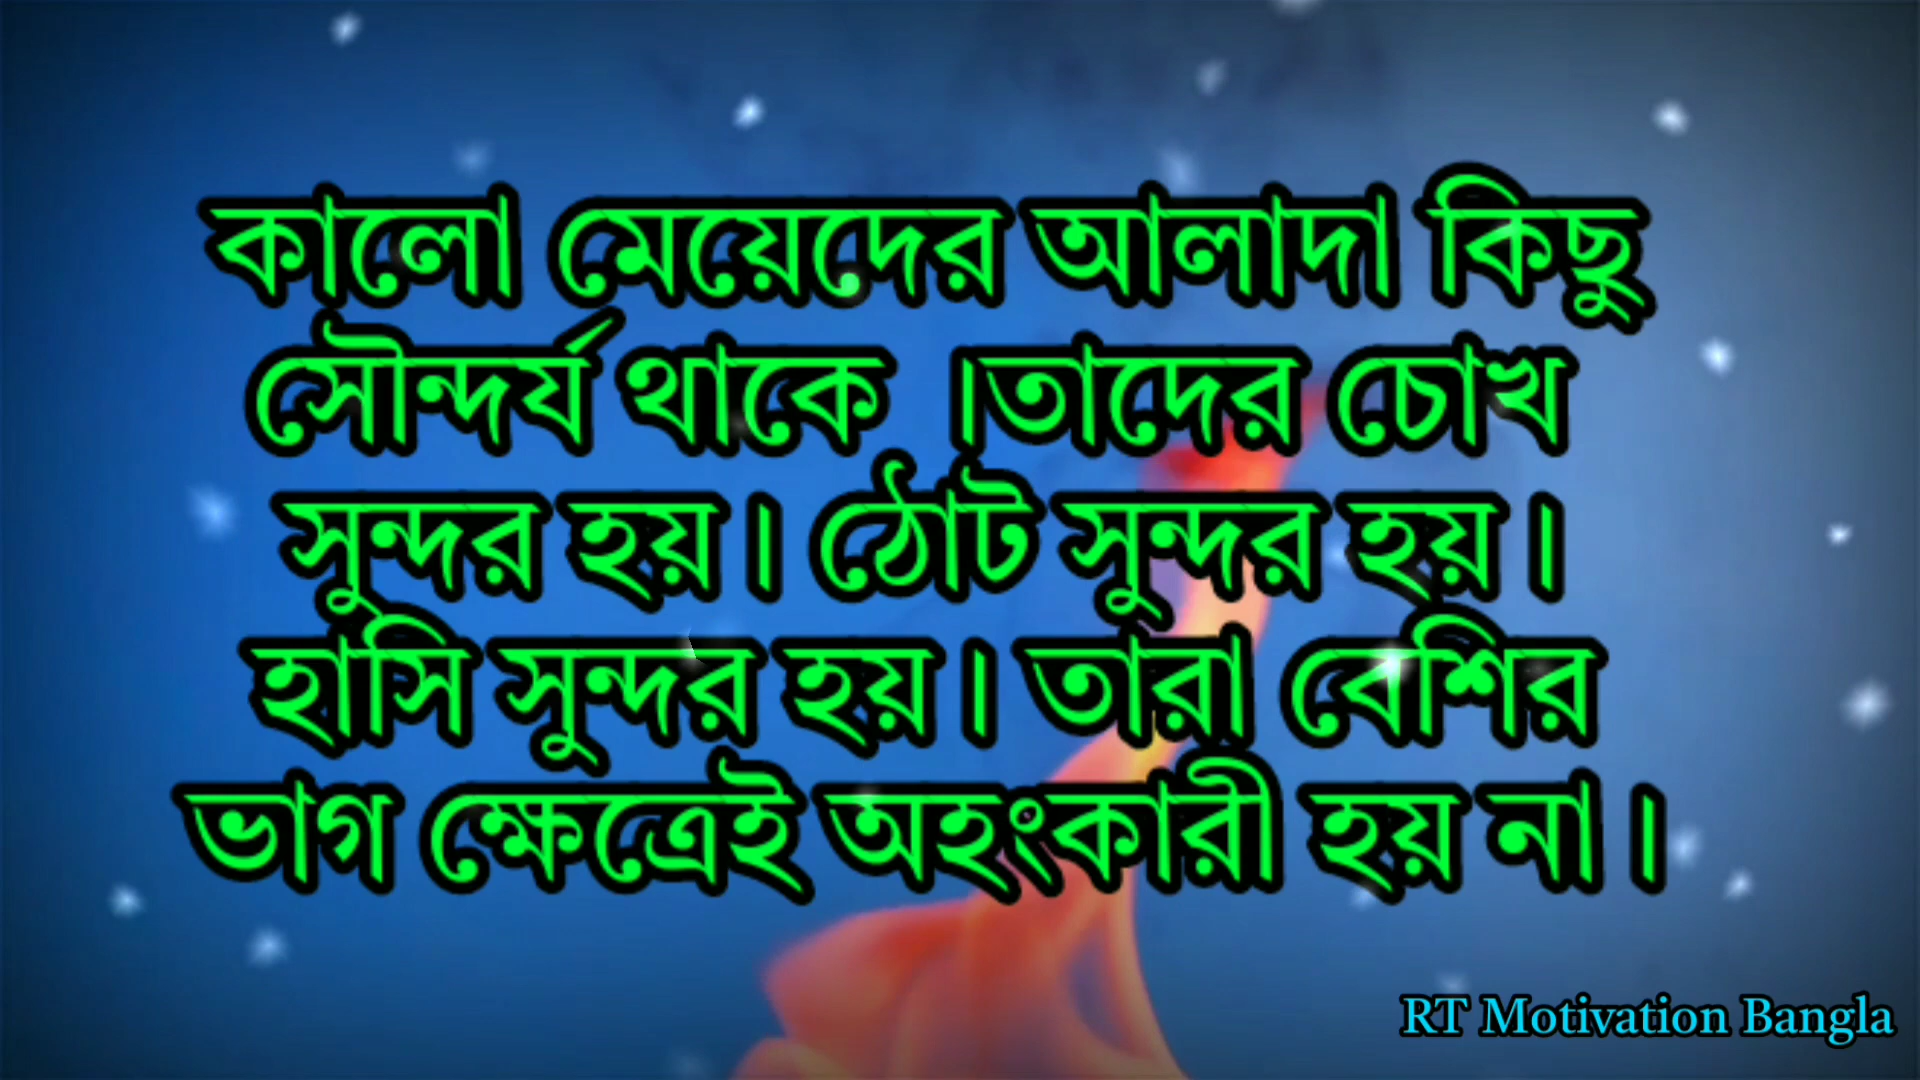 কালো মেয়েদের আলাদা কিছু
সৌন্দর্য থাকে ।তাদের চোখ
সুন্দর হয়। ঠোট সুন্দর হয়।
হাসি সুন্দর হয়। তারা বেশির
ভাগ ক্ষেত্রেই অহংকারী হয় না।
RT Motivation Bangla